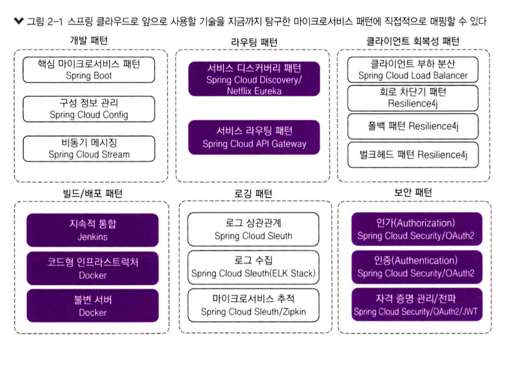 그림 2-1 스프링 클라우드로 앞으로 사용할 기술을 지금까지 탐구한 마이크로서비스 패턴에 직접적으로 매핑할 수 있다
개발 패턴
핵심 마이크로서비스 패턴
Spring Boot
구성 정보 관리
Spring Cloud Config
비동기 메시징
Spring Cloud Stream
라우팅 패턴
서비스 디스커버리 패턴
Spring Cloud Discovery/
Netflix Eureka
서비스 라우팅 패턴
Spring Cloud API Gateway
클라이언트 회복성 패턴
클라이언트 부하 분산
Spring Cloud Load Balancer
회로 차단기 패턴
Resilience4j
폴백 패턴 Resilience4j
벌크헤드 패턴 Resilience4j
빌드/배포 패턴
지속적 통합
Jenkins
코드형 인프라스트럭처
Docker
불변 서버
Docker
로깅 패턴
로그 상관관계
Spring Cloud Sleuth
로그 수집
Spring Cloud Sleuth(ELK Stack)
마이크로서비스 추적
Spring Cloud Sleuth/Zipkin
보안 패턴
인가(Authorization)
Spring Cloud Security/OAuth2
인증(Authentication)
Spring Cloud Security/OAuth2
자격 증명 관리/전파
Spring Cloud Security/OAuth2/JWT